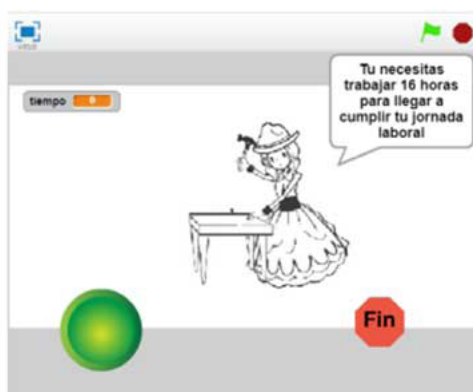 Tu necesitas
trabajar 16 horas
para llegar a
cumplir tu jornada
laboral
tiempo 0
Fin